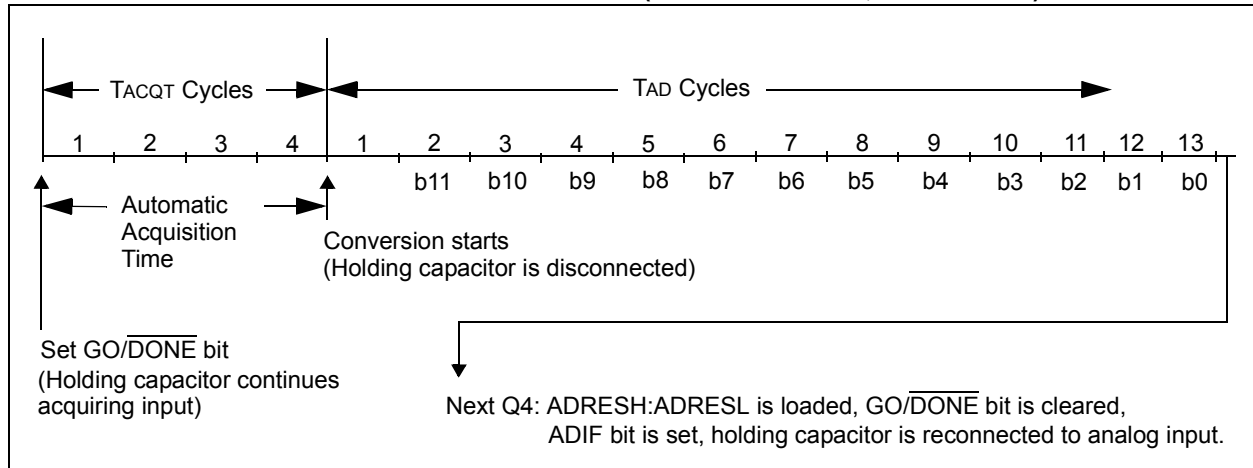 TACQT Cycles
TAD Cycles
1 2 3 4 1 2 3 4 5 6 7 8 9 10 11 12 13
b11 b10 b9 b8 b7 b6 b5 b4 b3 b2 b1 b0
Automatic
Acquisition
Time
Conversion starts
(Holding capacitor is disconnected)
Set GO/DONE bit
(Holding capacitor continues
acquiring input)
Next Q4: ADRESH:ADRESL is loaded, GO/DONE bit is cleared,
ADIF bit is set, holding capacitor is reconnected to analog input.